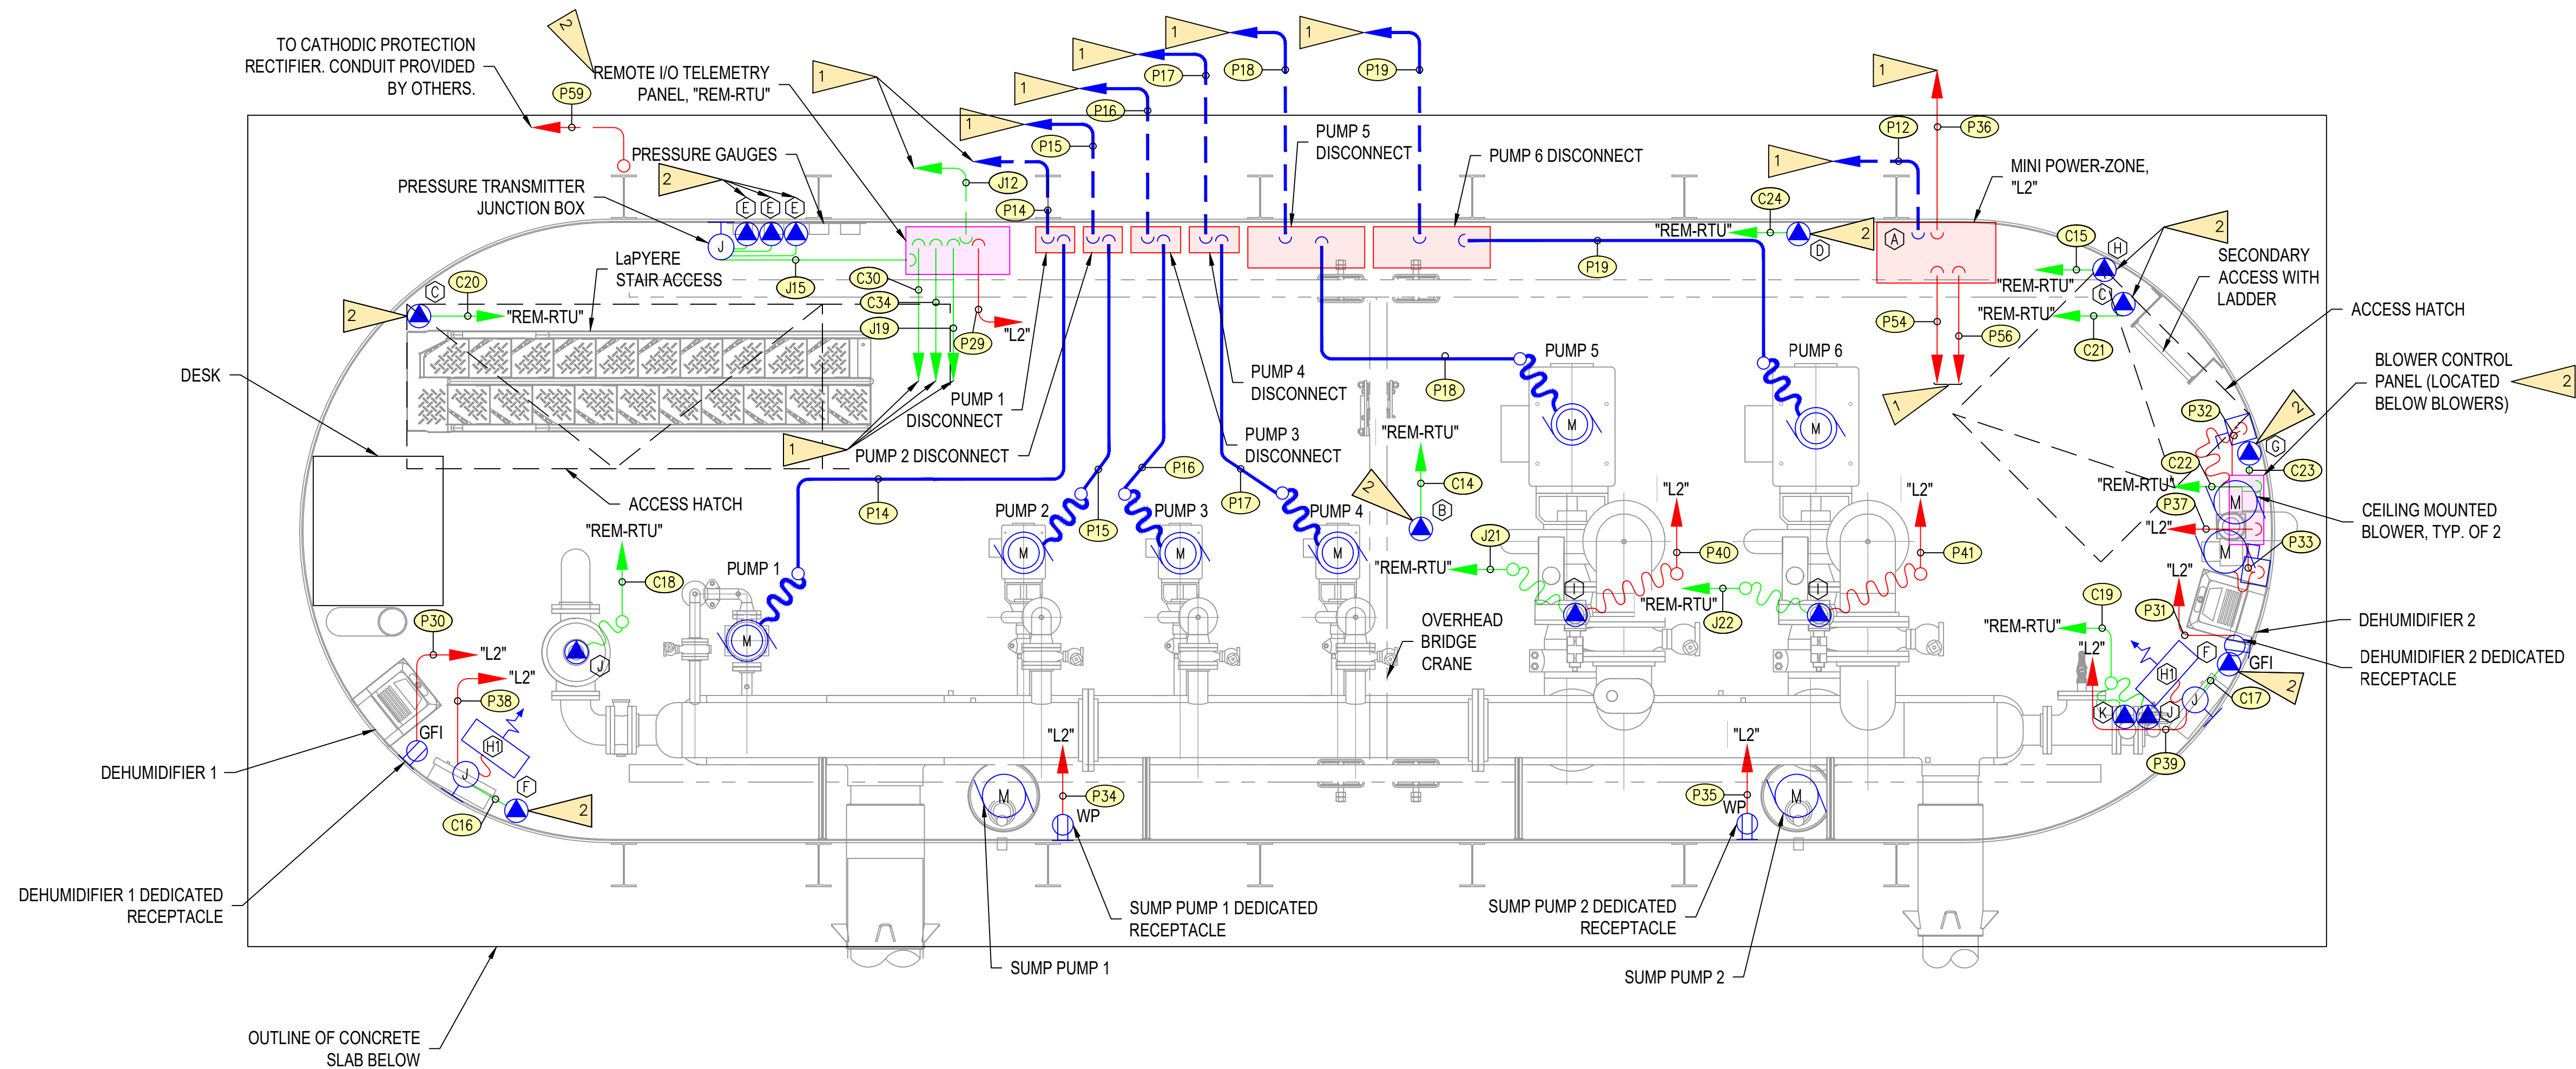 TO CATHODIC PROTECTION
RECTIFIER. CONDUIT PROVIDED
BY OTHERS.
P59
2
REMOTE I/O TELEMETRY
PANEL, "REM-RTU"
1
1
1
1
1
1
P14
P15
P16
P17
P18
P19
J12
PRESSURE GAUGES
2
PRESSURE TRANSMITTER
JUNCTION BOX
E
E
E
J
J15
PUMP 5
DISCONNECT
PUMP 6 DISCONNECT
1
P12
1
P36
MINI POWER-ZONE,
"L2"
A
C24
"REM-RTU"
D
2
P19
C15
H
2
"REM-RTU"
C
"REM-RTU"
C21
SECONDARY
ACCESS WITH
LADDER
ACCESS HATCH
P54
P56
1
LaPYERE
STAIR ACCESS
C
C20
2
"REM-RTU"
C30
C34
J19
P29
"L2"
DESK
ACCESS HATCH
1
PUMP 1
DISCONNECT
PUMP 2 DISCONNECT
PUMP 3
DISCONNECT
PUMP 4
DISCONNECT
P18
PUMP 5
M
PUMP 6
M
BLOWER CONTROL
PANEL (LOCATED
BELOW BLOWERS)
2
P32
2
G
C22
C23
"REM-RTU"
P37
"L2"
M
M
P33
CEILING MOUNTED
BLOWER, TYP. OF 2
P14
P15
P16
P17
"REM-RTU"
C14
2
B
PUMP 1
M
PUMP 2
M
PUMP 3
M
PUMP 4
M
"REM-RTU"
C18
J
J21
"REM-RTU"
I
"L2"
P40
J22
"REM-RTU"
I
"L2"
P41
OVERHEAD
BRIDGE
CRANE
C19
"REM-RTU"
"L2"
P31
"L2"
H1
F
GFI
2
C17
J
K
J
P39
DEHUMIDIFIER 2
DEHUMIDIFIER 2 DEDICATED
RECEPTACLE
P30
"L2"
"L2"
P38
GFI
H1
J
F
C16
2
DEHUMIDIFIER 1
DEHUMIDIFIER 1 DEDICATED
RECEPTACLE
M
"L2"
P34
WP
SUMP PUMP 1 DEDICATED
RECEPTACLE
SUMP PUMP 1
"L2"
P35
WP
M
SUMP PUMP 2 DEDICATED
RECEPTACLE
SUMP PUMP 2
OUTLINE OF CONCRETE
SLAB BELOW